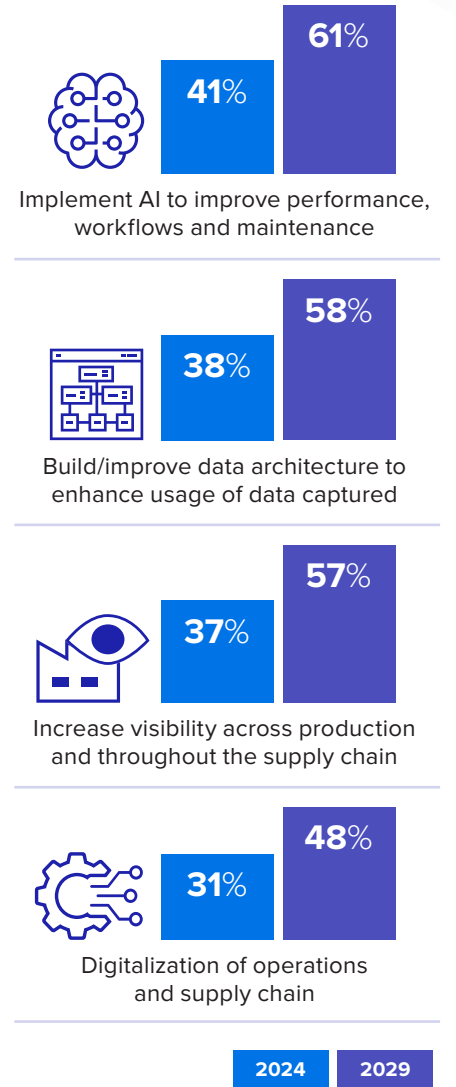 41%
61%
Implement AI to improve performance,
workflows and maintenance
38%
58%
Build/improve data architecture to
enhance usage of data captured
37%
57%
Increase visibility across production
and throughout the supply chain
31%
48%
Digitalization of operations
and supply chain
2024
2029